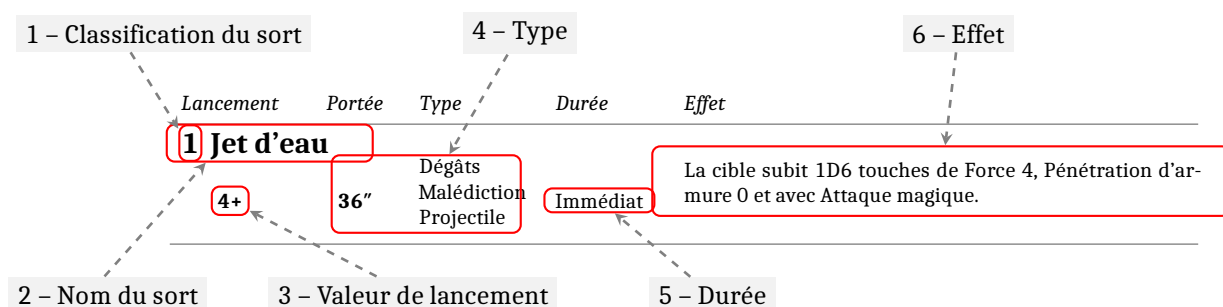 1 – Classification du sort
4 – Type
6 – Effet
Lancement Portée Type Durée Effet
1 Jet d'eau
4+
36″
Dégâts
Malédiction
Projectile
Immédiat
La cible subit 1D6 touches de Force 4, Pénétration d'ar-
mure 0 et avec Attaque magique.
2 – Nom du sort
3 – Valeur de lancement
5 – Durée